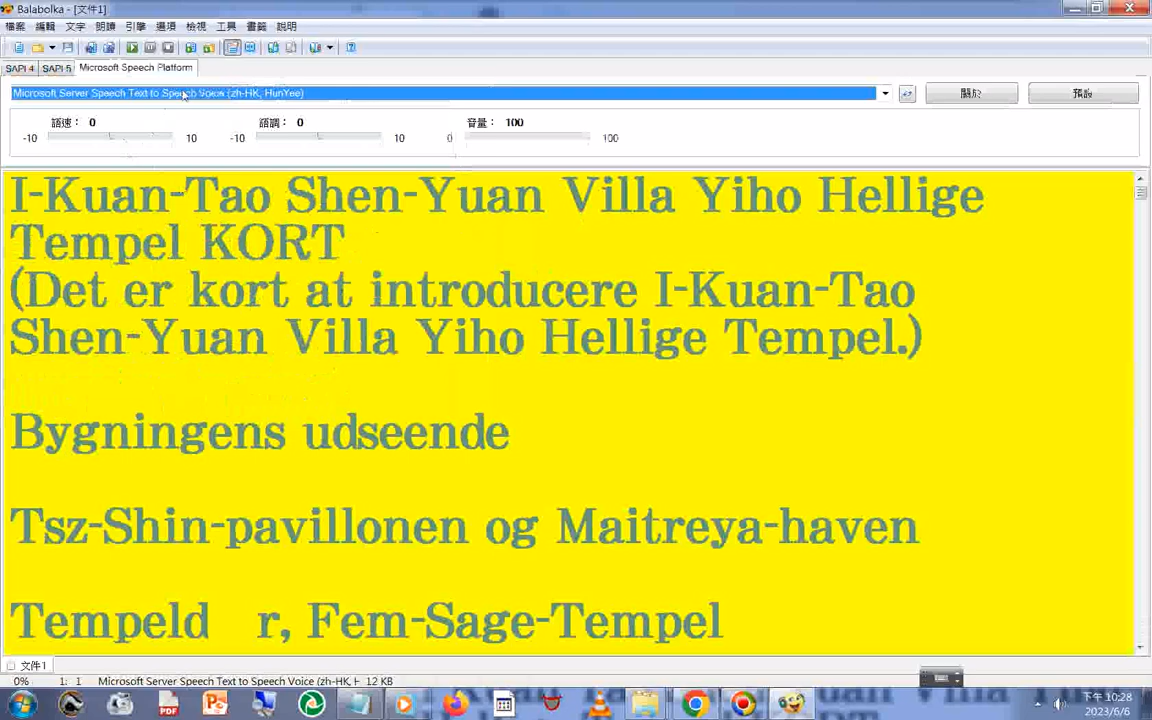 Balabolka - [文件1]
檔案 編輯 文字 朗讀 引擎 選項 檢視 工具 書籤 說明
SAPI 4 SAPI 5 Microsoft Speech Platform
Microsoft Server Speech Text to Speech Voice (zh-HK, HunYee)
關於 預設
語速： 0 語調： 0 音量： 100
-10 10 -10 10 0 100
I-Kuan-Tao Shen-Yuan Villa Yiho Hellige
Tempel KORT
(Det er kort at introducere I-Kuan-Tao
Shen-Yuan Villa Yiho Hellige Tempel.)
Bygningens udseende
Tsz-Shin-pavillonen og Maitreya-haven
Tempeld r, Fem-Sage-Tempel
文件1
0% 1: 1 Microsoft Server Speech Text to Speech Voice (zh-HK, H 12 KB
PDF
下午 10:28
2023/6/6